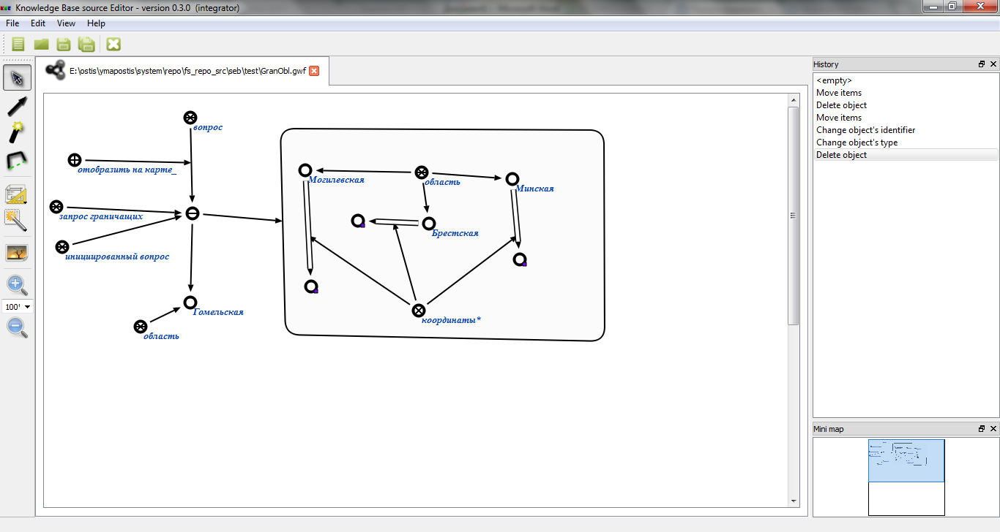 KBE Knowledge Base source Editor - version 0.3.0 (integrator)
File Edit View Help
E:\ostis\ymapostis\system\repo\fs_repo_src\seb\test\GranObl.gwf
вопрос
отобразить на карте_
запрос граничащих
инициированный вопрос
Гомельская
область
Могилевская
область
Минская
Брестская
координаты*
100%
History
<empty>
Move items
Delete object
Move items
Change object's identifier
Change object's type
Delete object
Mini map